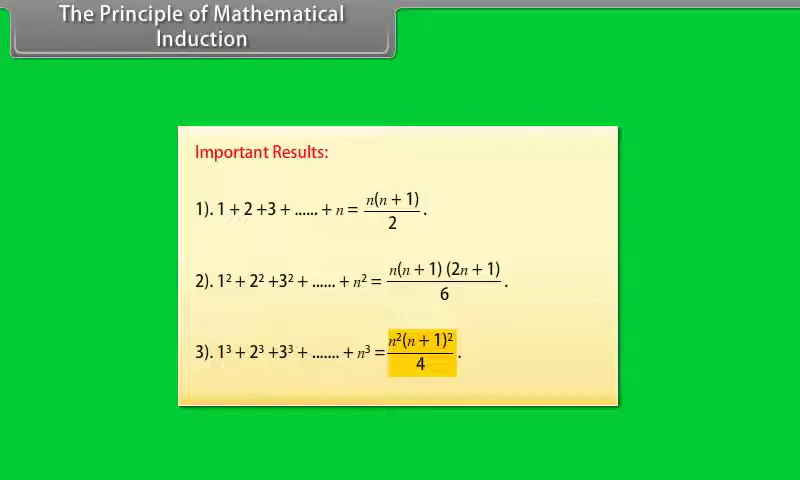 The Principle of Mathematical
Induction
Important Results:
1). 1 + 2 +3 + ...... + n = n(n + 1)/2 .
2). 1² + 2² +3² + ...... + n² = n(n + 1) (2n + 1)/6 .
3). 1³ + 2³ +3³ + ....... + n³ = n²(n + 1)²/4 .